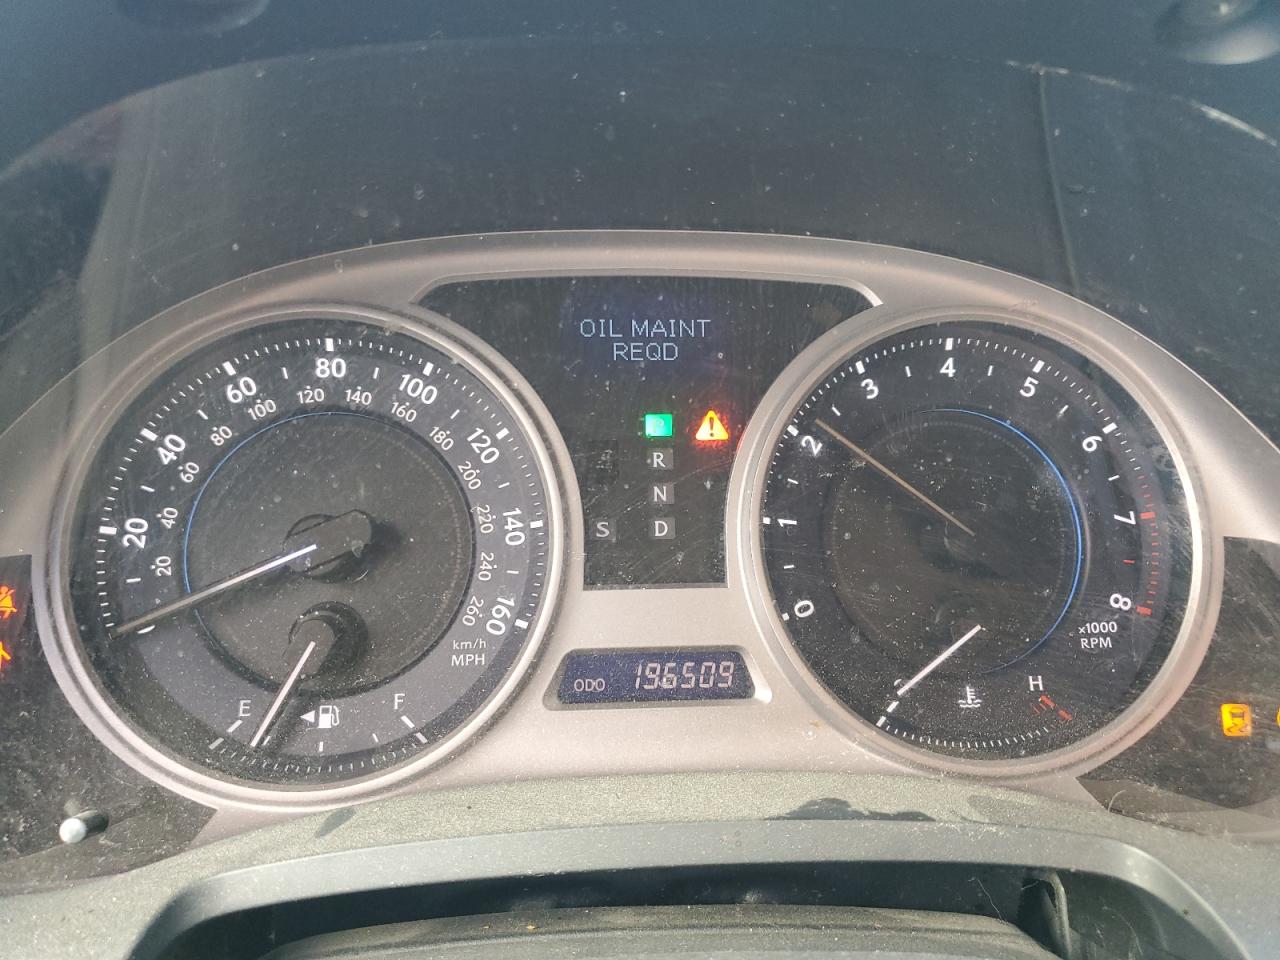 OIL MAINT
REQD
P
R
N
S D
20 40 60 80 100 120 140 160
20 40 60 80 100 120 140 160 180 200 220 240 260
km/h
MPH
E F
ODO 196509
0 1 2 3 4 5 6 7 8
x1000
RPM
H